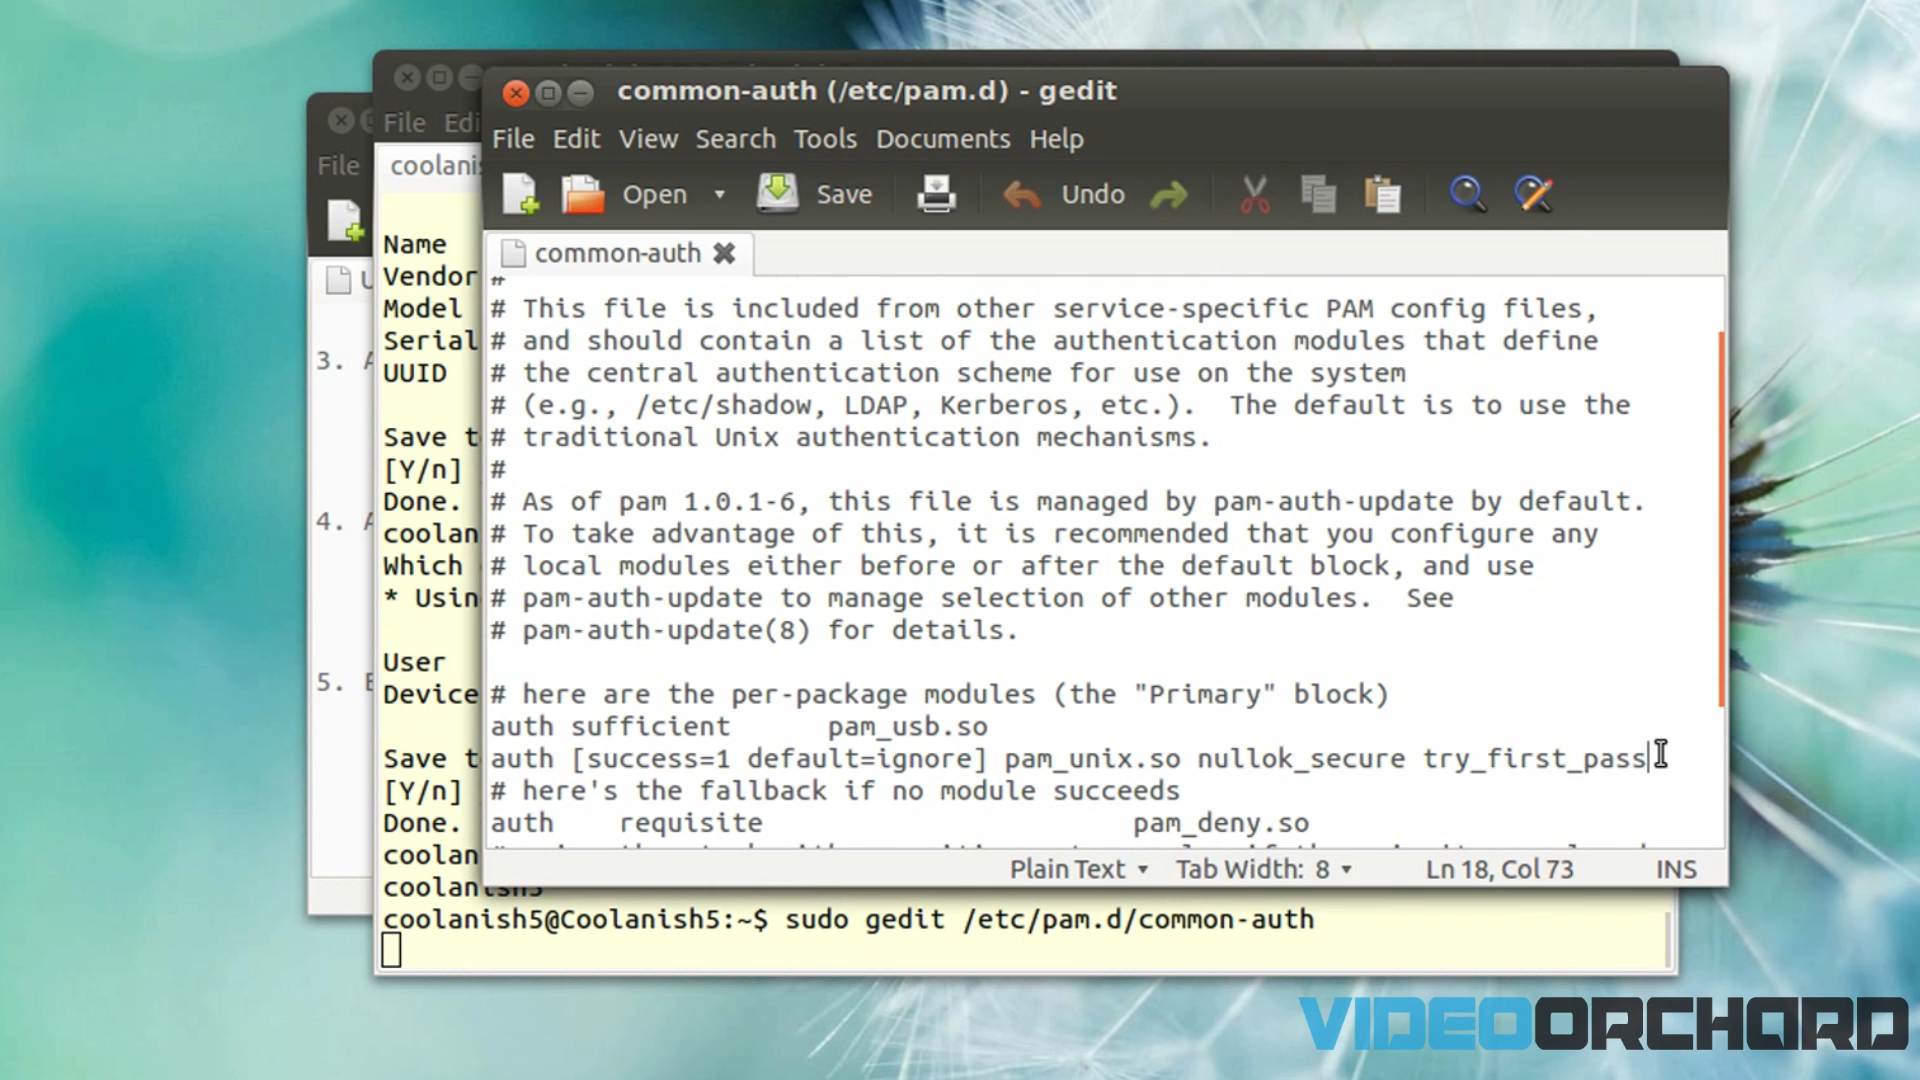 common-auth (/etc/pam.d) - gedit
File Edit View Search Tools Documents Help
Open Save Undo
common-auth
#
# This file is included from other service-specific PAM config files,
# and should contain a list of the authentication modules that define
# the central authentication scheme for use on the system
# (e.g., /etc/shadow, LDAP, Kerberos, etc.).  The default is to use the
# traditional Unix authentication mechanisms.
#
# As of pam 1.0.1-6, this file is managed by pam-auth-update by default.
# To take advantage of this, it is recommended that you configure any
# local modules either before or after the default block, and use
# pam-auth-update to manage selection of other modules.  See
# pam-auth-update(8) for details.
# here are the per-package modules (the "Primary" block)
auth sufficient      pam_usb.so
auth [success=1 default=ignore] pam_unix.so nullok_secure try_first_pass
# here's the fallback if no module succeeds
auth    requisite                       pam_deny.so
Plain Text Tab Width: 8 Ln 18, Col 73 INS
File Edi
coolanis
Name
Vendor
Model
Serial
UUID
Save t
[Y/n]
Done.
coolan
Which
* Usin
User
Device
Save t
[Y/n]
Done.
coolan
coolanish5
coolanish5@Coolanish5:~$ sudo gedit /etc/pam.d/common-auth
File
3. A
4. A
5.
VIDEOORCHARD